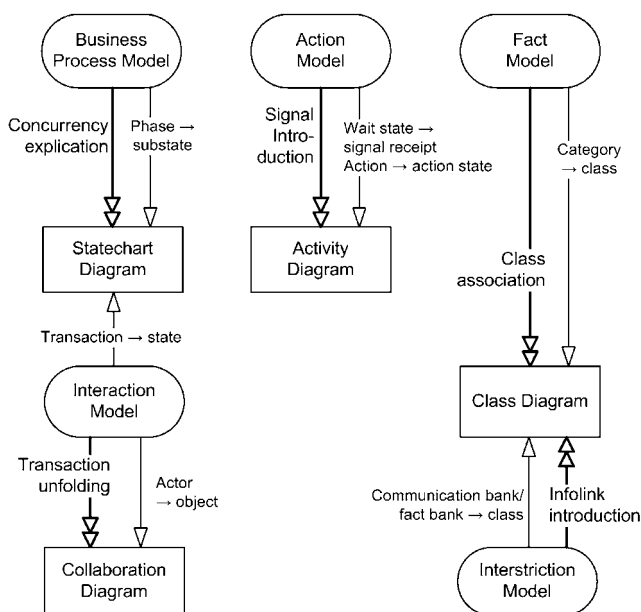 Business
Process Model
Action
Model
Fact
Model
Concurrency
explication
Phase →
substate
Signal
Intro-
duction
Wait state →
signal receipt
Action → action state
Category
→ class
Statechart
Diagram
Activity
Diagram
Class
association
Transaction → state
Interaction
Model
Class Diagram
Transaction
unfolding
Actor
→ object
Communication bank/
fact bank → class
Infolink
introduction
Collaboration
Diagram
Interstriction
Model